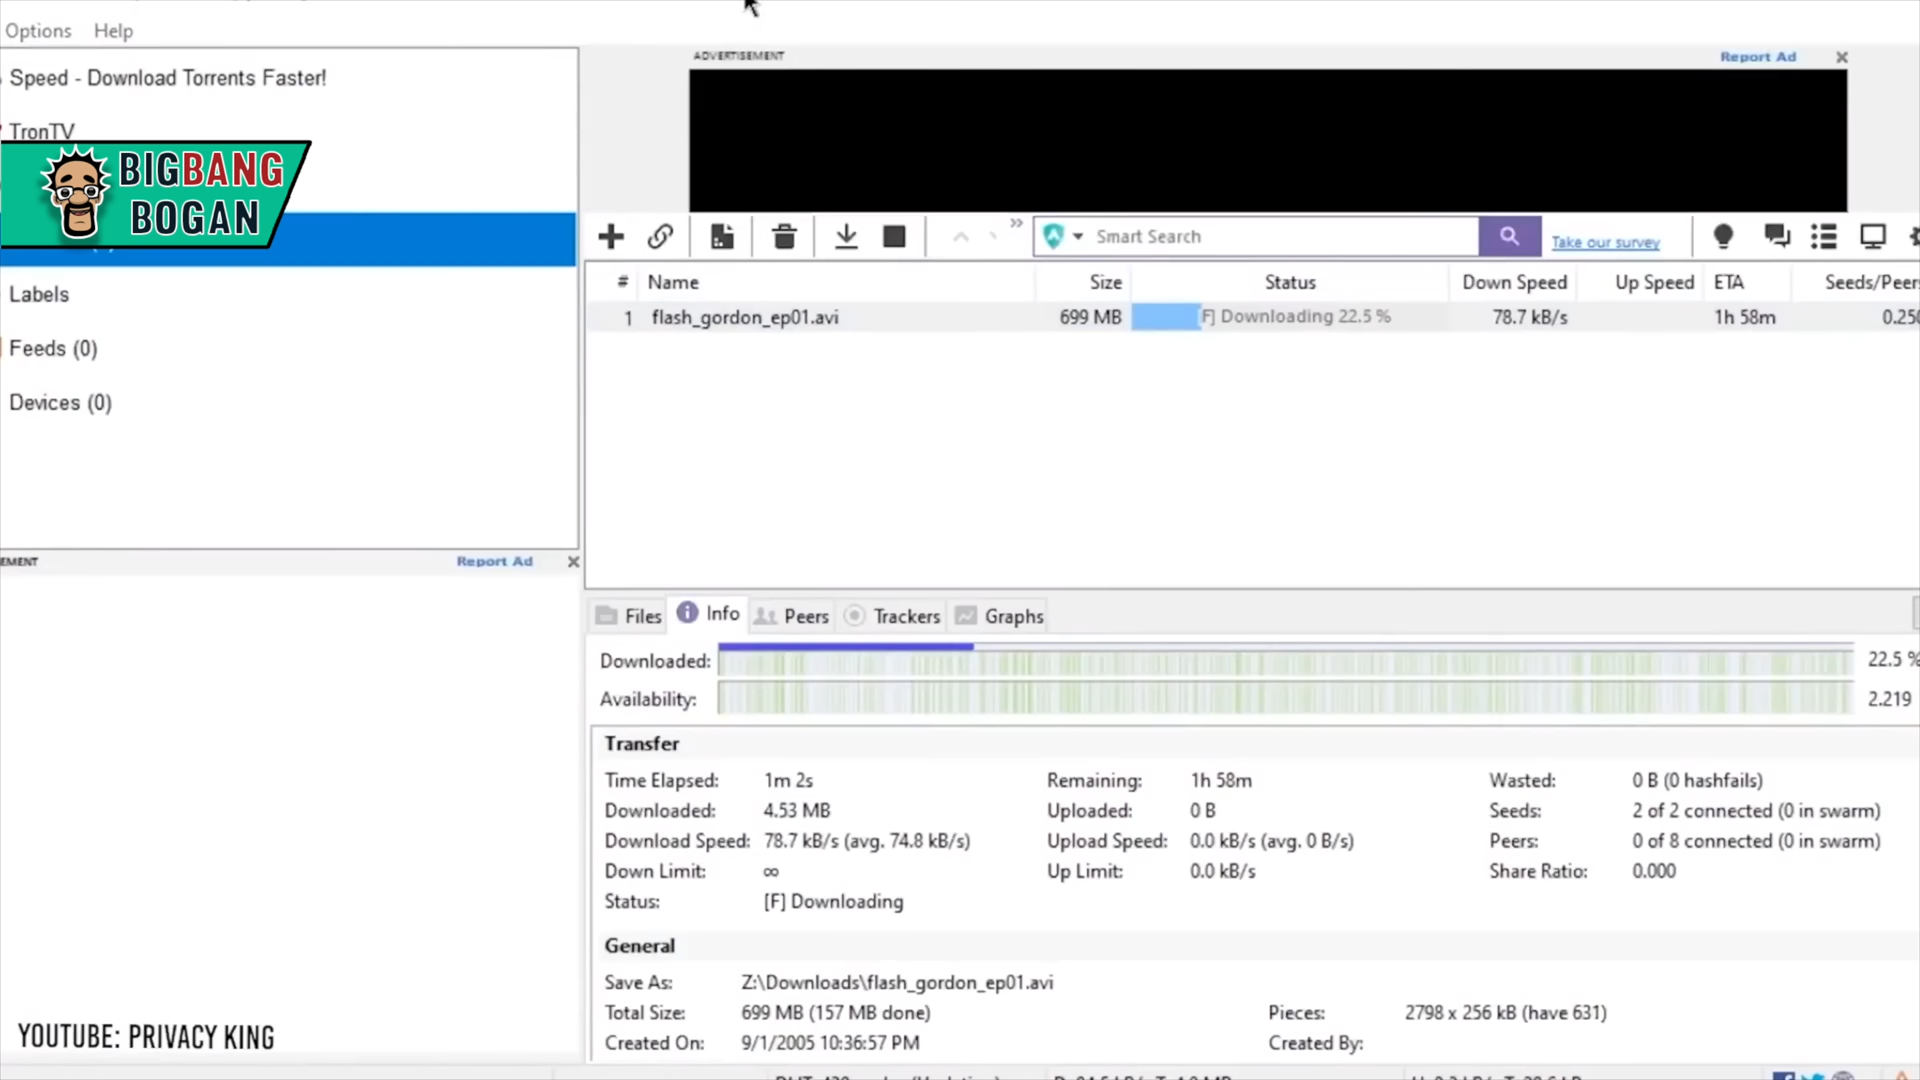 Options Help
Speed - Download Torrents Faster!
TronTV
BIGBANG
BOGAN
Labels
Feeds (0)
Devices (0)
EMENT Report Ad
ADVERTISEMENT Report Ad
Smart Search Take our survey
# Name Size Status Down Speed Up Speed ETA Seeds/Peer
1 flash_gordon_ep01.avi 699 MB F] Downloading 22.5 % 78.7 kB/s 1h 58m 0.250
Files Info Peers Trackers Graphs
Downloaded: 22.5 %
Availability: 2.219
Transfer
Time Elapsed: 1m 2s Remaining: 1h 58m Wasted: 0 B (0 hashfails)
Downloaded: 4.53 MB Uploaded: 0 B Seeds: 2 of 2 connected (0 in swarm)
Download Speed: 78.7 kB/s (avg. 74.8 kB/s) Upload Speed: 0.0 kB/s (avg. 0 B/s) Peers: 0 of 8 connected (0 in swarm)
Down Limit: ∞ Up Limit: 0.0 kB/s Share Ratio: 0.000
Status: [F] Downloading
General
Save As: Z:\Downloads\flash_gordon_ep01.avi
Total Size: 699 MB (157 MB done) Pieces: 2798 x 256 kB (have 631)
Created On: 9/1/2005 10:36:57 PM Created By:
YOUTUBE: PRIVACY KING